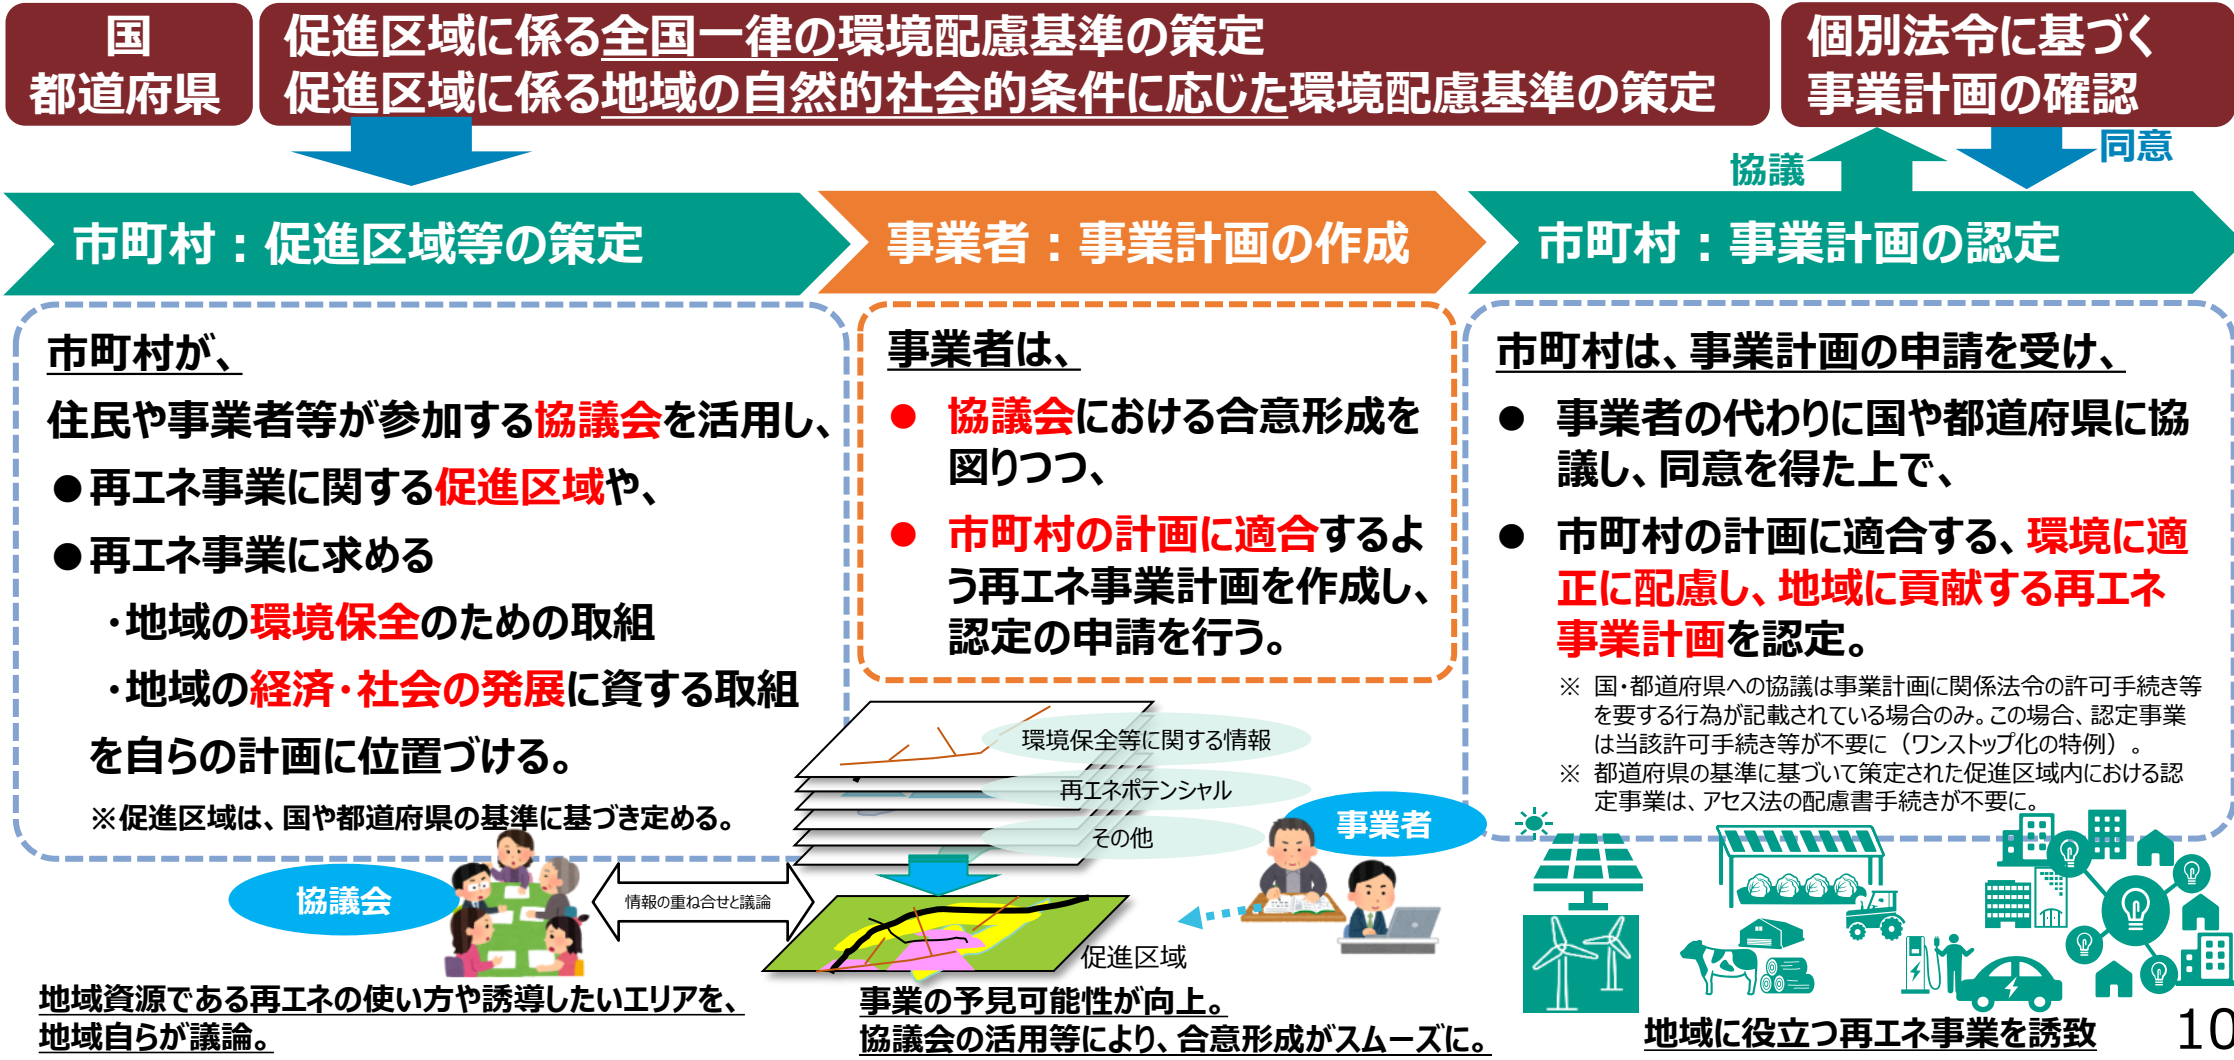 国
都道府県
促進区域に係る全国一律の環境配慮基準の策定
促進区域に係る地域の自然的社会的条件に応じた環境配慮基準の策定
個別法令に基づく
事業計画の確認
協議
同意
市町村：促進区域等の策定
事業者：事業計画の作成
市町村：事業計画の認定
市町村が、
住民や事業者等が参加する協議会を活用し、
●再エネ事業に関する促進区域や、
●再エネ事業に求める
・地域の環境保全のための取組
・地域の経済・社会の発展に資する取組
を自らの計画に位置づける。
※促進区域は、国や都道府県の基準に基づき定める。
事業者は、
● 協議会における合意形成を
図りつつ、
● 市町村の計画に適合するよ
う再エネ事業計画を作成し、
認定の申請を行う。
市町村は、事業計画の申請を受け、
● 事業者の代わりに国や都道府県に協
議し、同意を得た上で、
● 市町村の計画に適合する、環境に適
正に配慮し、地域に貢献する再エネ
事業計画を認定。
※ 国・都道府県への協議は事業計画に関係法令の許可手続き等
を要する行為が記載されている場合のみ。この場合、認定事業
は当該許可手続き等が不要に（ワンストップ化の特例）。
※ 都道府県の基準に基づいて策定された促進区域内における認
定事業は、アセス法の配慮書手続きが不要に。
環境保全等に関する情報
再エネポテンシャル
その他
事業者
協議会
情報の重ね合せと議論
促進区域
地域資源である再エネの使い方や誘導したいエリアを、
地域自らが議論。
事業の予見可能性が向上。
協議会の活用等により、合意形成がスムーズに。
地域に役立つ再エネ事業を誘致
10